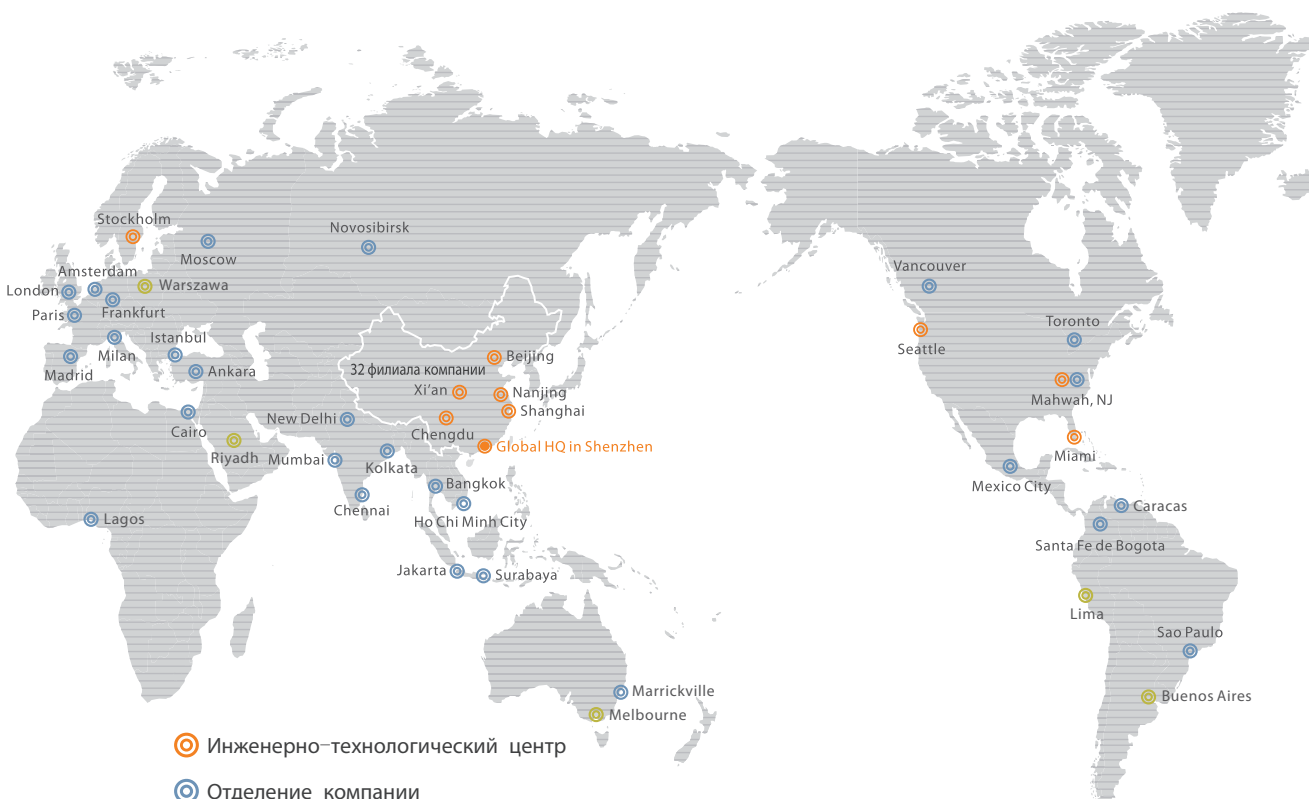 Stockholm
Novosibirsk
Moscow
Amsterdam
London
Warszawa
Paris
Frankfurt
Istanbul
Milan
Madrid
Ankara
Cairo
Riyadh
Lagos
New Delhi
Mumbai
Kolkata
Chennai
Bangkok
Ho Chi Minh City
Jakarta
Surabaya
32 филиала компании
Beijing
Xi'an
Nanjing
Shanghai
Chengdu
Global HQ in Shenzhen
Marrickville
Melbourne
Vancouver
Seattle
Toronto
Mahwah, NJ
Miami
Mexico City
Caracas
Santa Fe de Bogota
Lima
Sao Paulo
Buenos Aires
Инженерно-технологический центр
Отделение компании